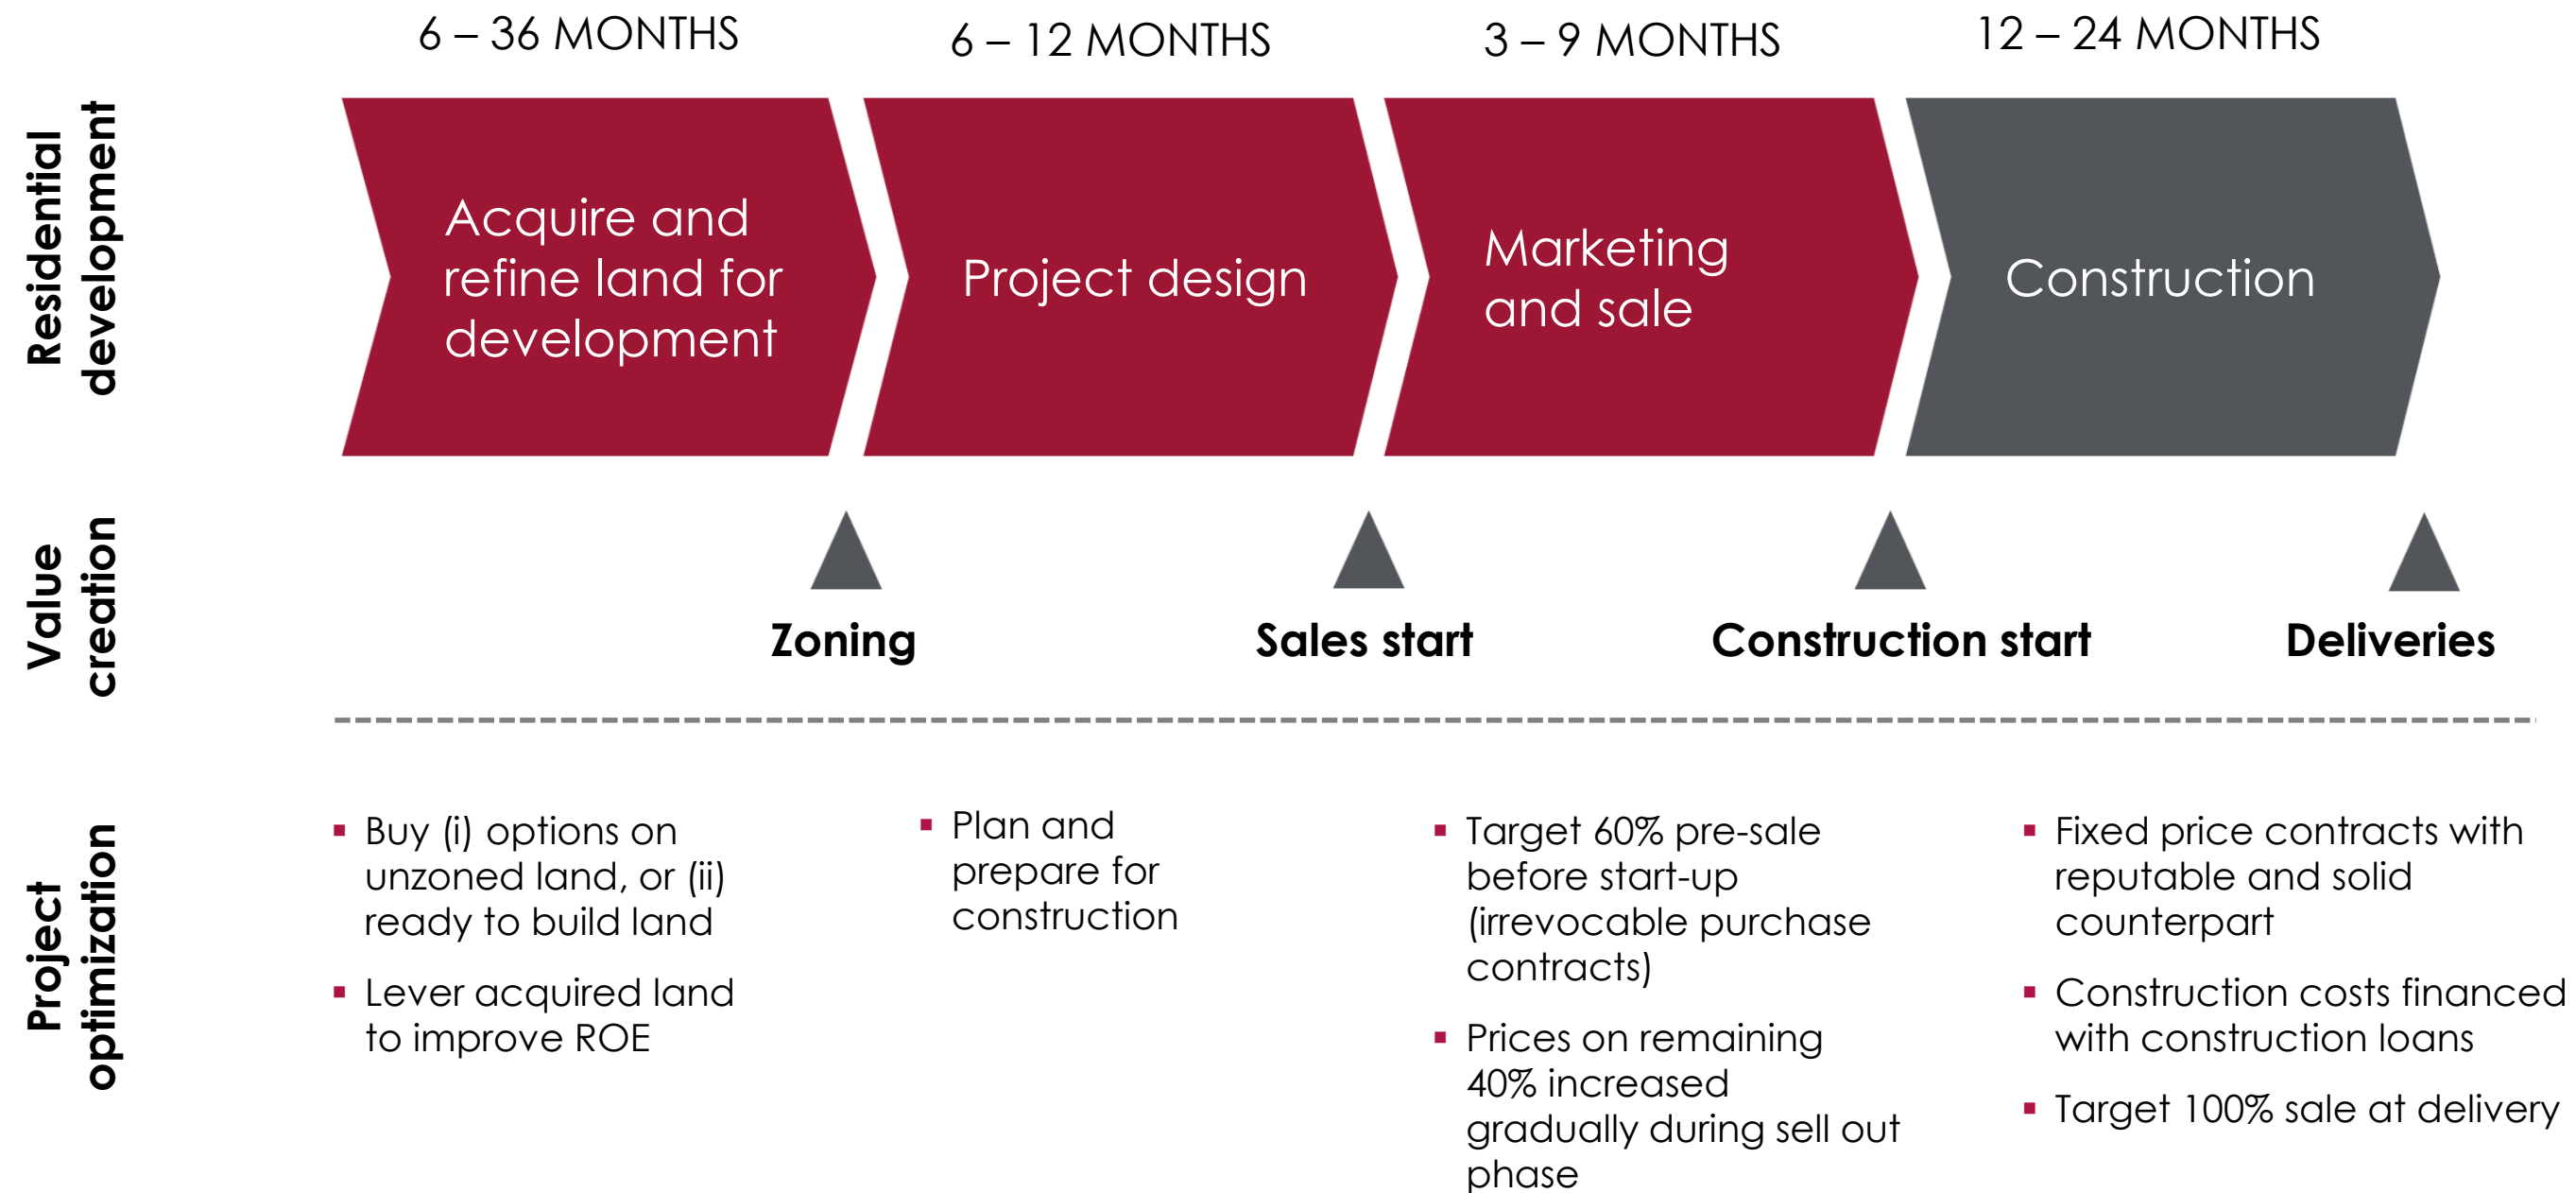 6 – 36 MONTHS
6 – 12 MONTHS
3 – 9 MONTHS
12 – 24 MONTHS
Residential
development
Acquire and
refine land for
development
Project design
Marketing
and sale
Construction
Value
creation
Zoning
Sales start
Construction start
Deliveries
Project
optimization
▪ Buy (i) options on
unzoned land, or (ii)
ready to build land
▪ Lever acquired land
to improve ROE
▪ Plan and
prepare for
construction
▪ Target 60% pre-sale
before start-up
(irrevocable purchase
contracts)
▪ Prices on remaining
40% increased
gradually during sell out
phase
▪ Fixed price contracts with
reputable and solid
counterpart
▪ Construction costs financed
with construction loans
▪ Target 100% sale at delivery